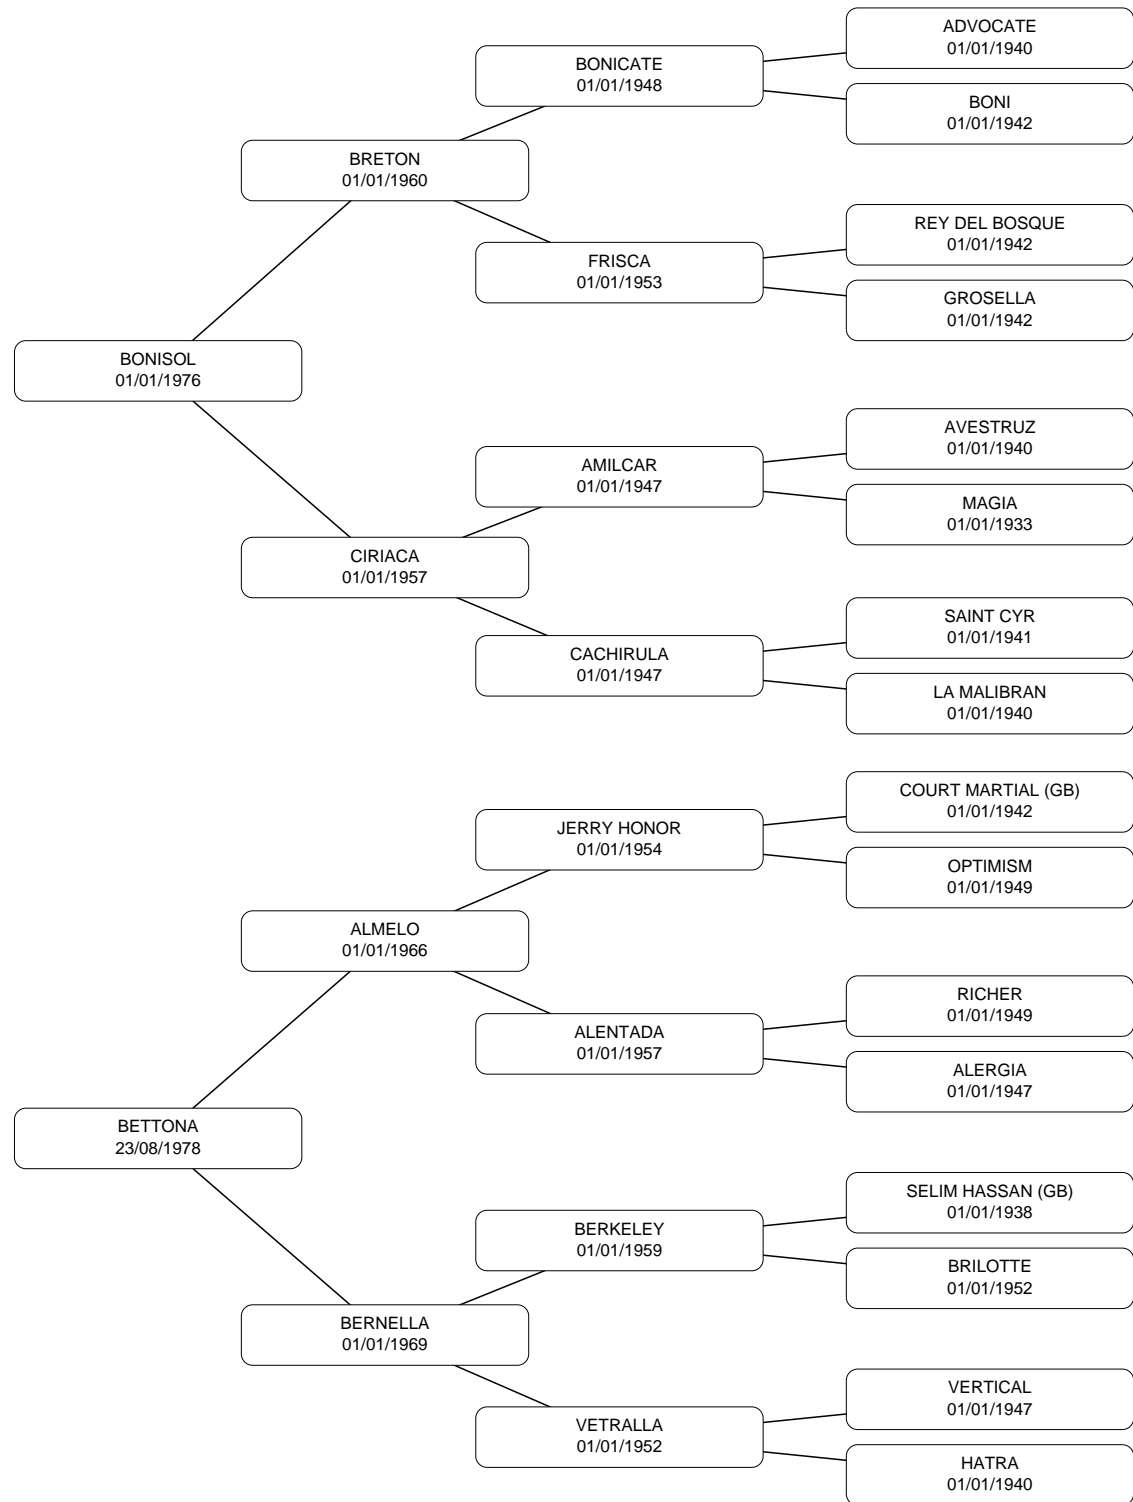 ADVOCATE
01/01/1940
BONICATE
01/01/1948
BONI
01/01/1942
BRETON
01/01/1960
REY DEL BOSQUE
01/01/1942
FRISCA
01/01/1953
GROSELLA
01/01/1942
BONISOL
01/01/1976
AVESTRUZ
01/01/1940
AMILCAR
01/01/1947
MAGIA
01/01/1933
CIRIACA
01/01/1957
SAINT CYR
01/01/1941
CACHIRULA
01/01/1947
LA MALIBRAN
01/01/1940
COURT MARTIAL (GB)
01/01/1942
JERRY HONOR
01/01/1954
OPTIMISM
01/01/1949
ALMELO
01/01/1966
RICHER
01/01/1949
ALENTADA
01/01/1957
ALERGIA
01/01/1947
BETTONA
23/08/1978
SELIM HASSAN (GB)
01/01/1938
BERKELEY
01/01/1959
BRILOTTE
01/01/1952
BERNELLA
01/01/1969
VERTICAL
01/01/1947
VETRALLA
01/01/1952
HATRA
01/01/1940